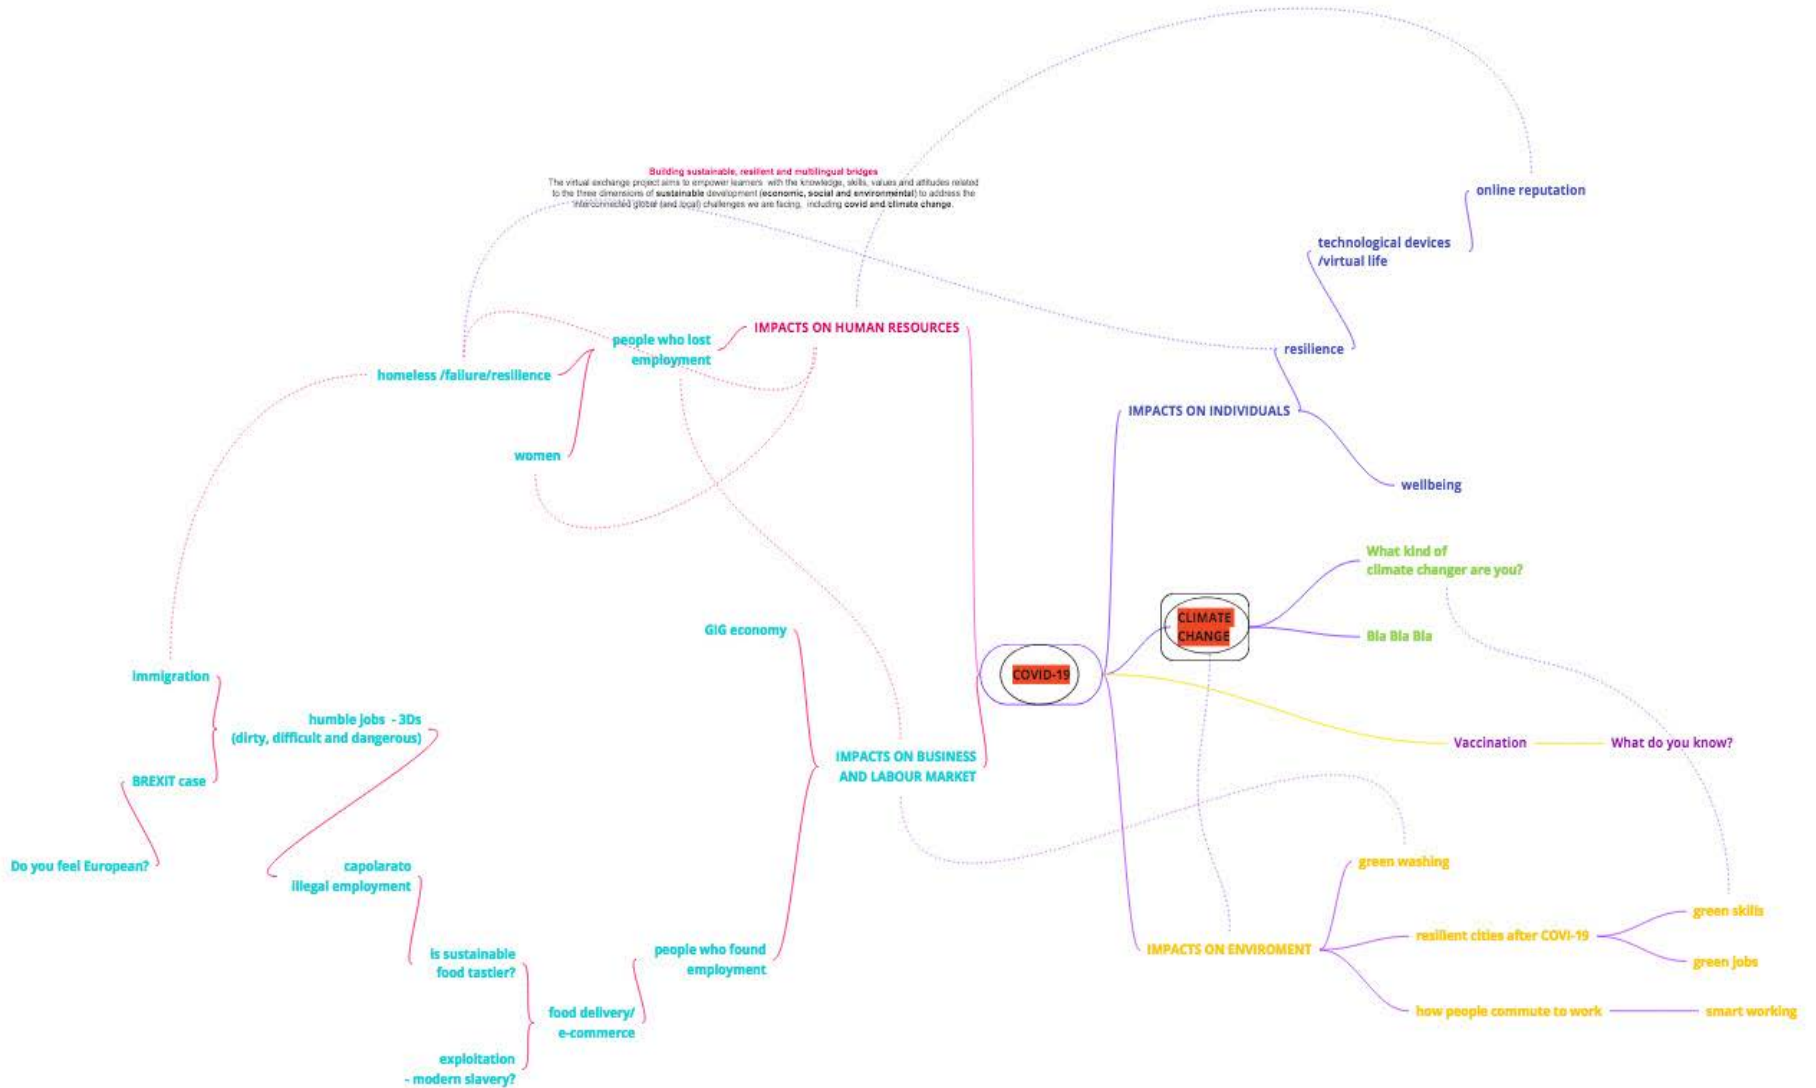 Building sustainable, resilient and multilingual bridges
The virtual exchange project aims to empower learners with the knowledge, skills, values and attitudes related
to the three dimensions of sustainable development (economic, social and environmental) to address the
interconnected global (and local) challenges we are facing, including covid and climate change.
online reputation
technological devices
/virtual life
IMPACTS ON HUMAN RESOURCES
people who lost
employment
resilience
homeless /failure/resilience
IMPACTS ON INDIVIDUALS
women
wellbeing
What kind of
climate changer are you?
CLIMATE
CHANGE
GIG economy
Bla Bla Bla
COVID-19
Immigration
humble jobs - 3Ds
(dirty, difficult and dangerous)
Vaccination
What do you know?
IMPACTS ON BUSINESS
AND LABOUR MARKET
BREXIT case
Do you feel European?
capolarato
illegal employment
green washing
green skills
resilient cities after COVI-19
IMPACTS ON ENVIROMENT
is sustainable
food tastier?
people who found
employment
green jobs
food delivery/
e-commerce
how people commute to work
smart working
exploitation
- modern slavery?